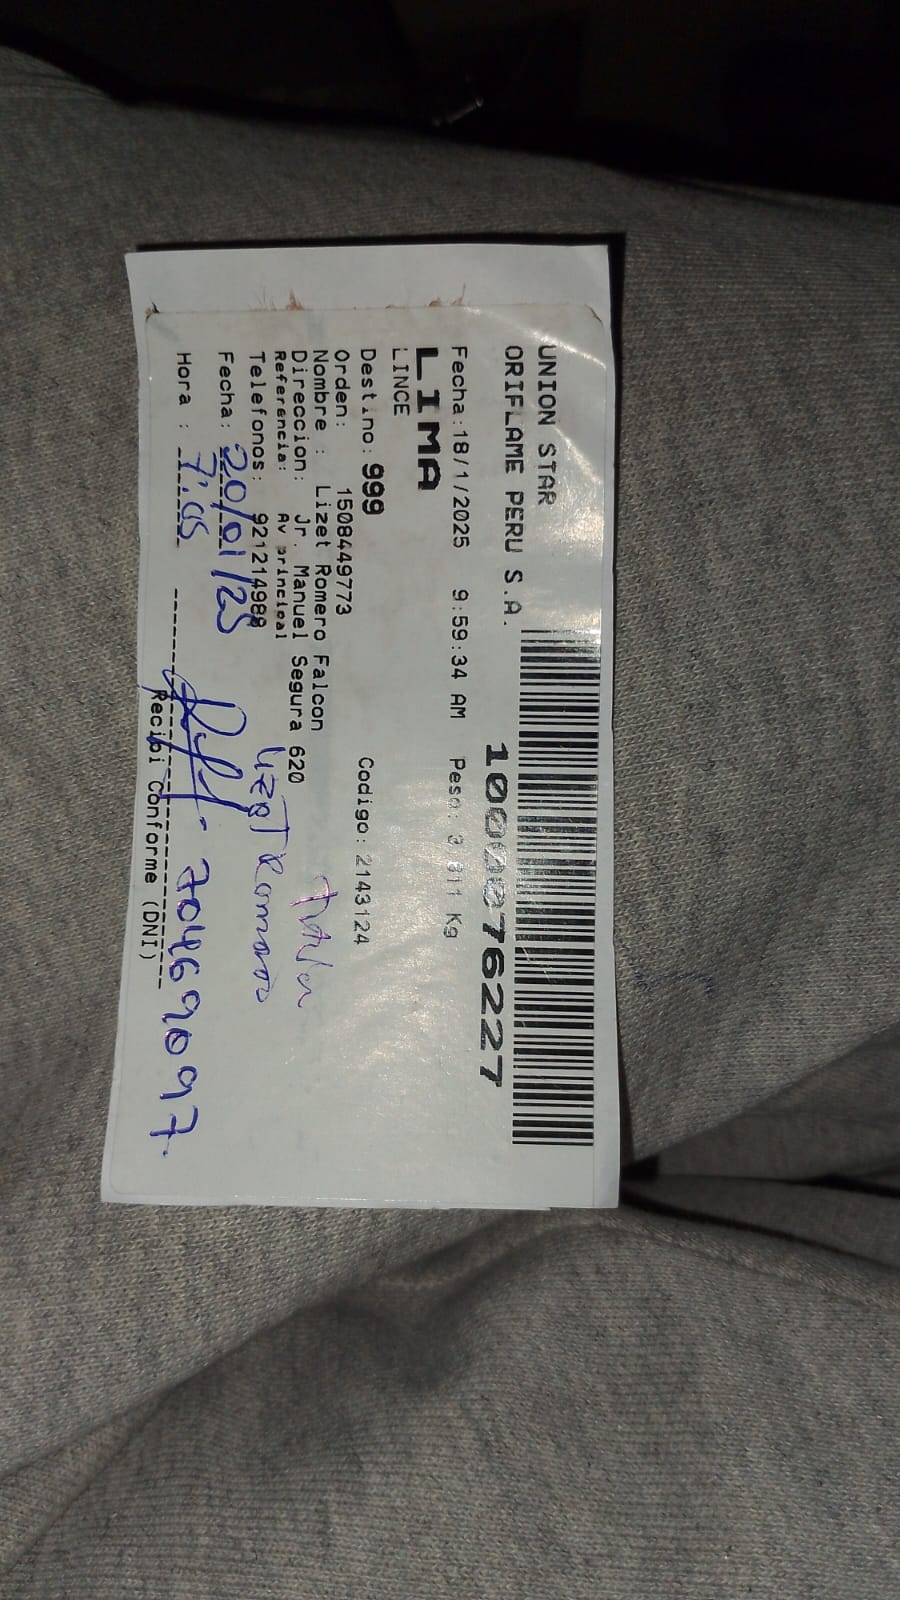 UNION STAR
ORIFLAME PERU S.A.
1000076227
Fecha:18/1/2025 9:59:34 AM Peso: 3.811 Kg
LIMA
LINCE
Destino: 999 Codigo: 2143124
Orden: 1508449773
Nombre : Lizet Romero Falcon
Direccion: Jr. Manuel Segura 620
Referencia: Av principal
Telefonos: 921214988
Fecha: 20/01/25
Hora : 7:05
70469097
Recibi Conforme (DNI)